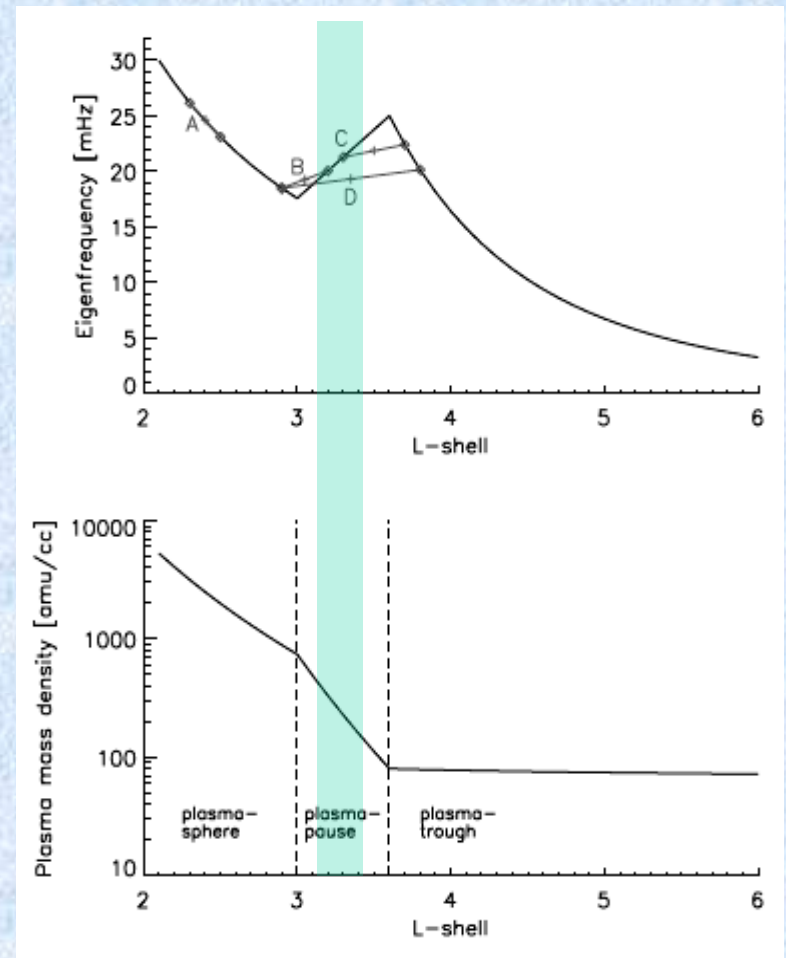 Eigenfrequency [mHz]
30
25
20
15
10
5
0
A
B
C
D
2 3 4 5 6
L-shell
Plasma mass density [amu/cc]
10000
1000
100
10
plasma-
sphere
plasma-
pause
plasma-
trough
2 3 4 5 6
L-shell